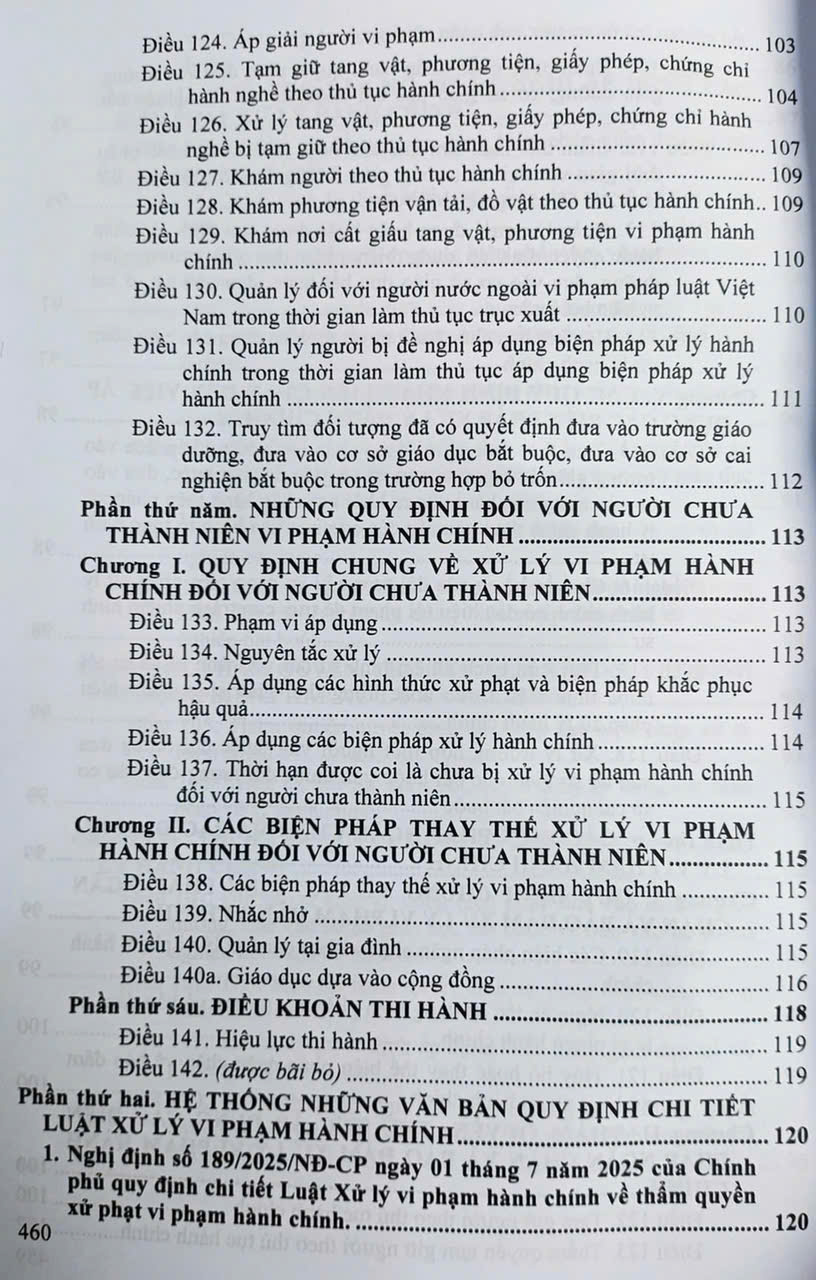 Điều 124. Áp giải người vi phạm.......................................................... 103
Điều 125. Tạm giữ tang vật, phương tiện, giấy phép, chứng chỉ
hành nghề theo thủ tục hành chính................................................ 104
Điều 126. Xử lý tang vật, phương tiện, giấy phép, chứng chỉ hành
nghề bị tạm giữ theo thủ tục hành chính....................................... 107
Điều 127. Khám người theo thủ tục hành chính ................................... 109
Điều 128. Khám phương tiện vận tải, đồ vật theo thủ tục hành chính.. 109
Điều 129. Khám nơi cất giấu tang vật, phương tiện vi phạm hành
chính................................................................................................ 110
Điều 130. Quản lý đối với người nước ngoài vi phạm pháp luật Việt
Nam trong thời gian làm thủ tục trục xuất ..................................... 110
Điều 131. Quản lý người bị đề nghị áp dụng biện pháp xử lý hành
chính trong thời gian làm thủ tục áp dụng biện pháp xử lý
hành chính ...................................................................................... 111
Điều 132. Truy tìm đối tượng đã có quyết định đưa vào trường giáo
dưỡng, đưa vào cơ sở giáo dục bắt buộc, đưa vào cơ sở cai
nghiện bắt buộc trong trường hợp bỏ trốn...................................... 112
Phần thứ năm. NHỮNG QUY ĐỊNH ĐỐI VỚI NGƯỜI CHƯA
THÀNH NIÊN VI PHẠM HÀNH CHÍNH ........................................... 113
Chương I. QUY ĐỊNH CHUNG VỀ XỬ LÝ VI PHẠM HÀNH
CHÍNH ĐỐI VỚI NGƯỜI CHƯA THÀNH NIÊN.............................. 113
Điều 133. Phạm vi áp dụng ................................................................... 113
Điều 134. Nguyên tắc xử lý ................................................................... 113
Điều 135. Áp dụng các hình thức xử phạt và biện pháp khắc phục
hậu quả............................................................................................ 114
Điều 136. Áp dụng các biện pháp xử lý hành chính ............................. 114
Điều 137. Thời hạn được coi là chưa bị xử lý vi phạm hành chính
đối với người chưa thành niên........................................................ 115
Chương II. CÁC BIỆN PHÁP THAY THẾ XỬ LÝ VI PHẠM
HÀNH CHÍNH ĐỐI VỚI NGƯỜI CHƯA THÀNH NIÊN.................. 115
Điều 138. Các biện pháp thay thế xử lý vi phạm hành chính ............... 115
Điều 139. Nhắc nhở ............................................................................... 115
Điều 140. Quản lý tại gia đình............................................................... 115
Điều 140a. Giáo dục dựa vào cộng đồng............................................... 116
Phần thứ sáu. ĐIỀU KHOẢN THI HÀNH .......................................... 118
Điều 141. Hiệu lực thi hành................................................................... 119
Điều 142. (được bãi bỏ) ......................................................................... 119
Phần thứ hai. HỆ THỐNG NHỮNG VĂN BẢN QUY ĐỊNH CHI TIẾT
LUẬT XỬ LÝ VI PHẠM HÀNH CHÍNH............................................. 120
1. Nghị định số 189/2025/NĐ-CP ngày 01 tháng 7 năm 2025 của Chính
phủ quy định chi tiết Luật Xử lý vi phạm hành chính về thẩm quyền
xử phạt vi phạm hành chính. ............................................................. 120
460